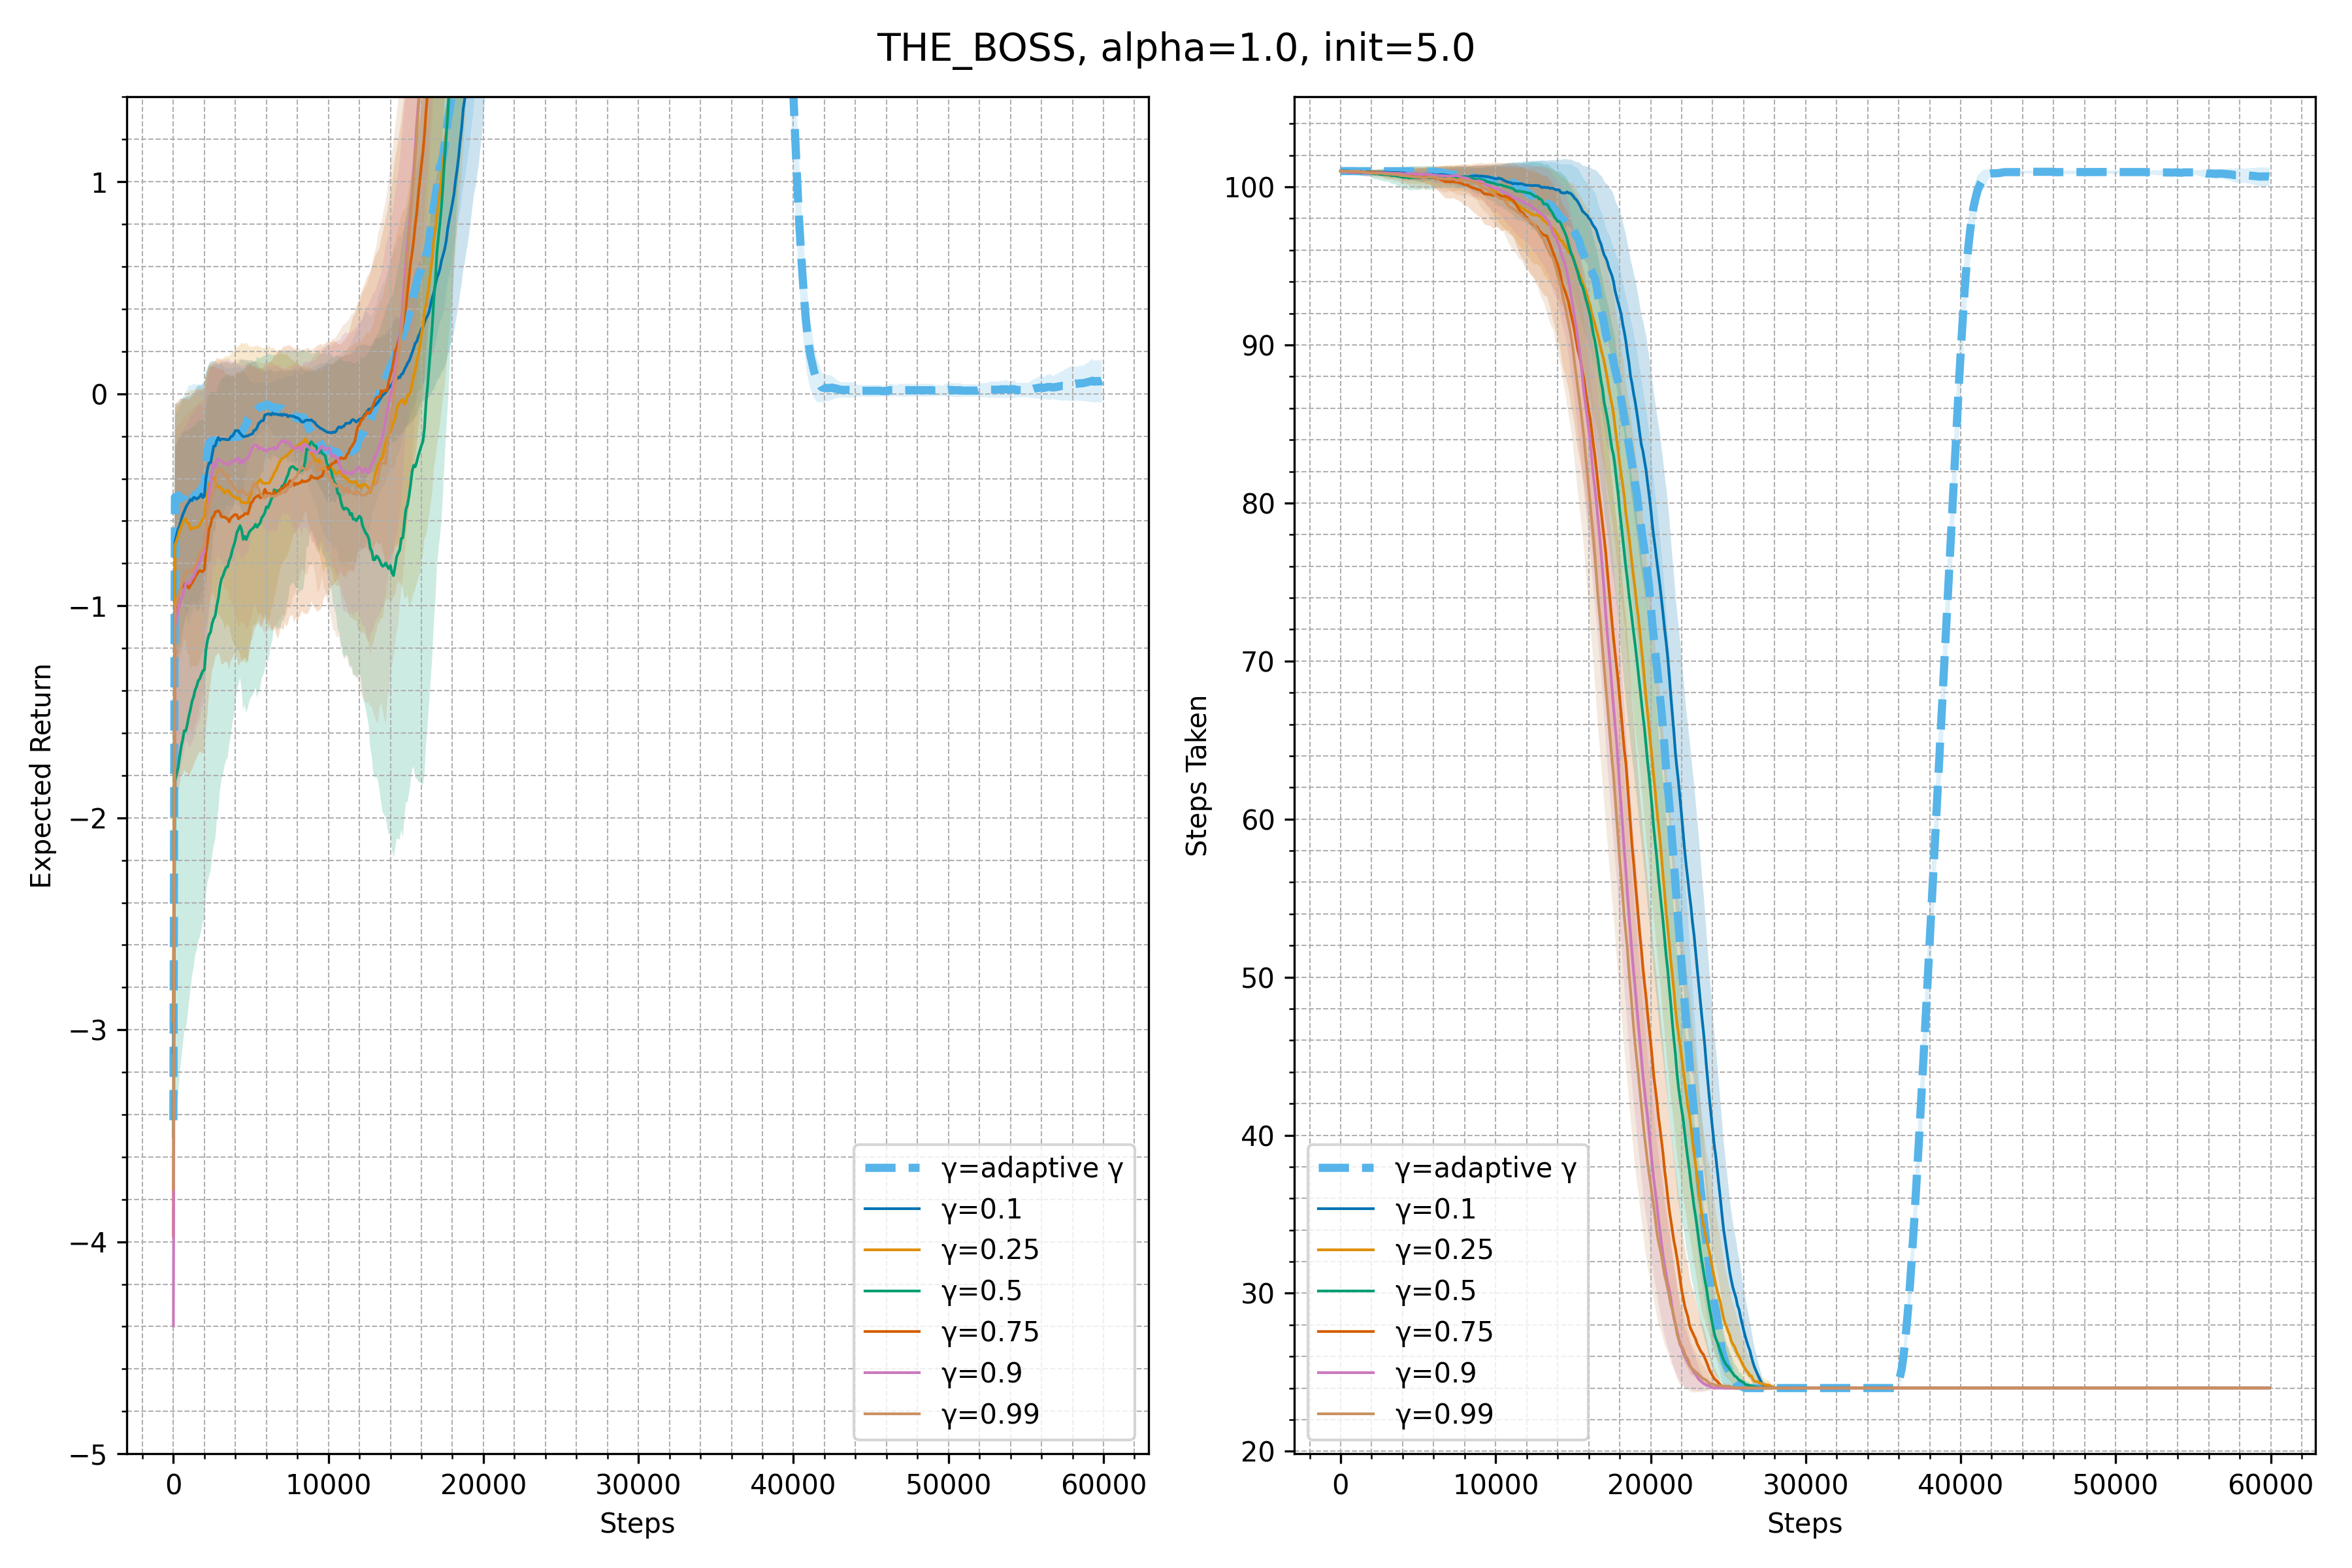 THE_BOSS, alpha=1.0, init=5.0
Expected Return
1
0
−1
−2
−3
−4
−5
0 10000 20000 30000 40000 50000 60000
Steps
γ=adaptive γ
γ=0.1
γ=0.25
γ=0.5
γ=0.75
γ=0.9
γ=0.99
Steps Taken
100
90
80
70
60
50
40
30
20
0 10000 20000 30000 40000 50000 60000
Steps
γ=adaptive γ
γ=0.1
γ=0.25
γ=0.5
γ=0.75
γ=0.9
γ=0.99